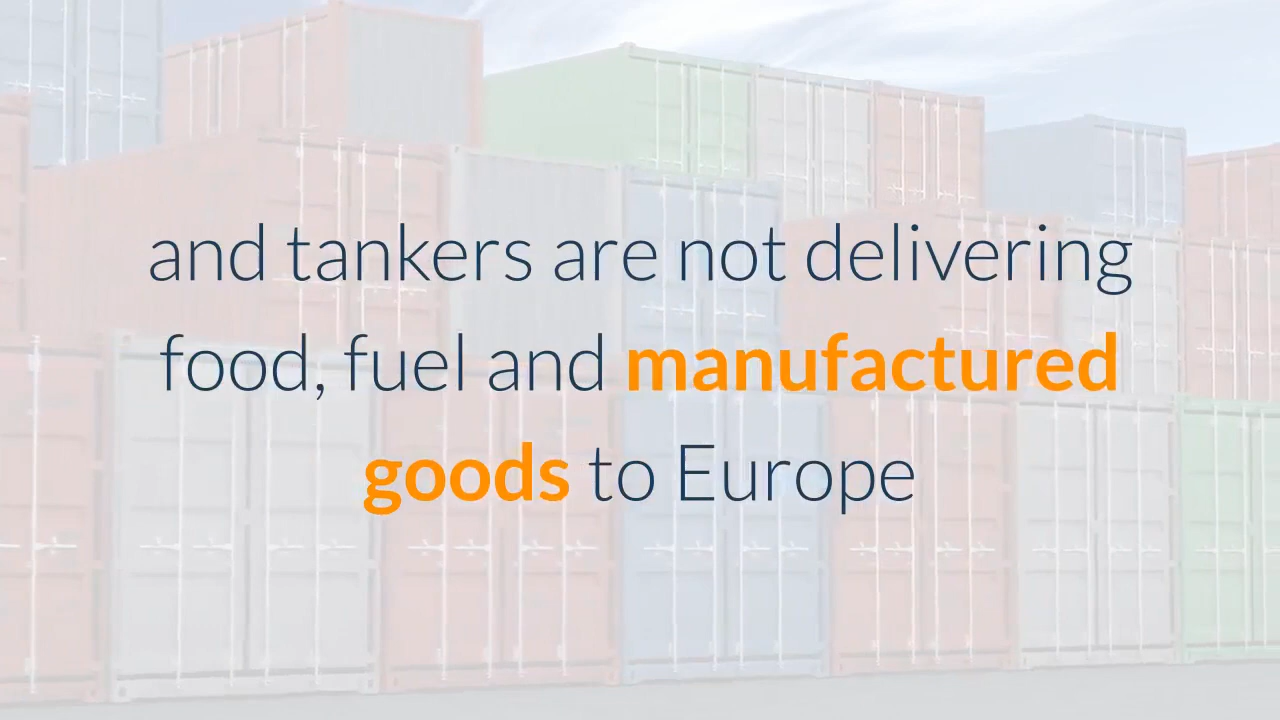 and tankers are not delivering
food, fuel and manufactured
goods to Europe